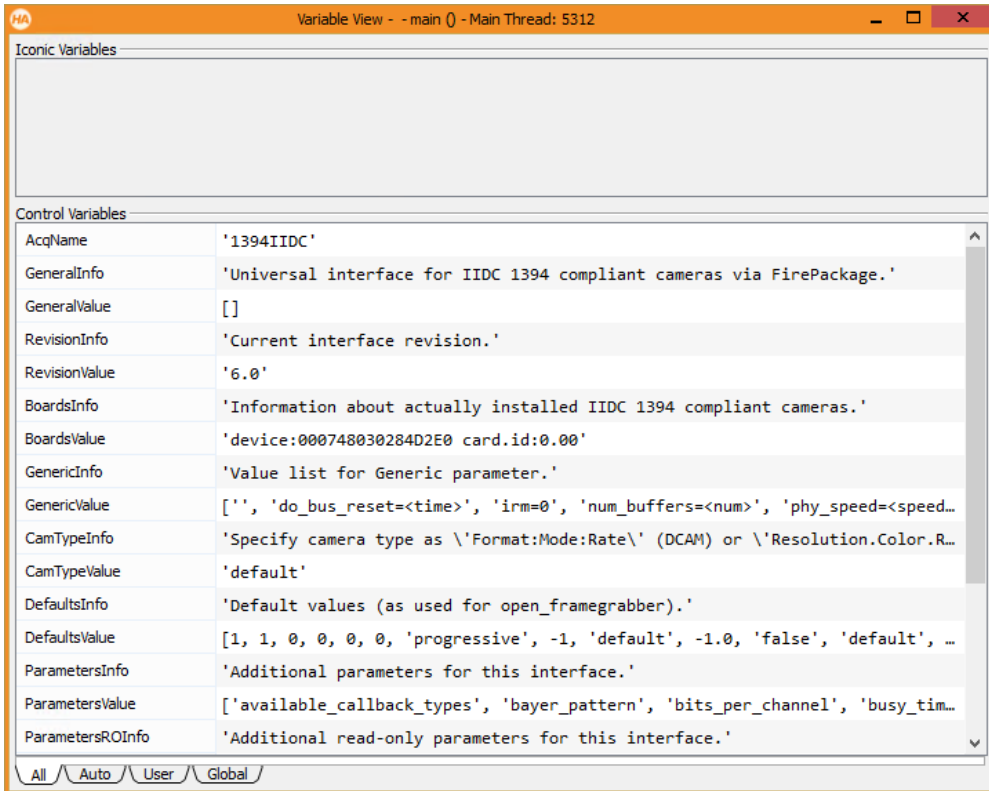 HA Variable View - - main () - Main Thread: 5312
Iconic Variables
Control Variables
AcqName '1394IIDC'
GeneralInfo 'Universal interface for IIDC 1394 compliant cameras via FirePackage.'
GeneralValue []
RevisionInfo 'Current interface revision.'
RevisionValue '6.0'
BoardsInfo 'Information about actually installed IIDC 1394 compliant cameras.'
BoardsValue 'device:000748030284D2E0 card.id:0.00'
GenericInfo 'Value list for Generic parameter.'
GenericValue ['', 'do_bus_reset=<time>', 'irm=0', 'num_buffers=<num>', 'phy_speed=<speed…
CamTypeInfo 'Specify camera type as \'Format:Mode:Rate\' (DCAM) or \'Resolution.Color.R…
CamTypeValue 'default'
DefaultsInfo 'Default values (as used for open_framegrabber).'
DefaultsValue [1, 1, 0, 0, 0, 0, 'progressive', -1, 'default', -1.0, 'false', 'default', …
ParametersInfo 'Additional parameters for this interface.'
ParametersValue ['available_callback_types', 'bayer_pattern', 'bits_per_channel', 'busy_tim…
ParametersROInfo 'Additional read-only parameters for this interface.'
All Auto User Global